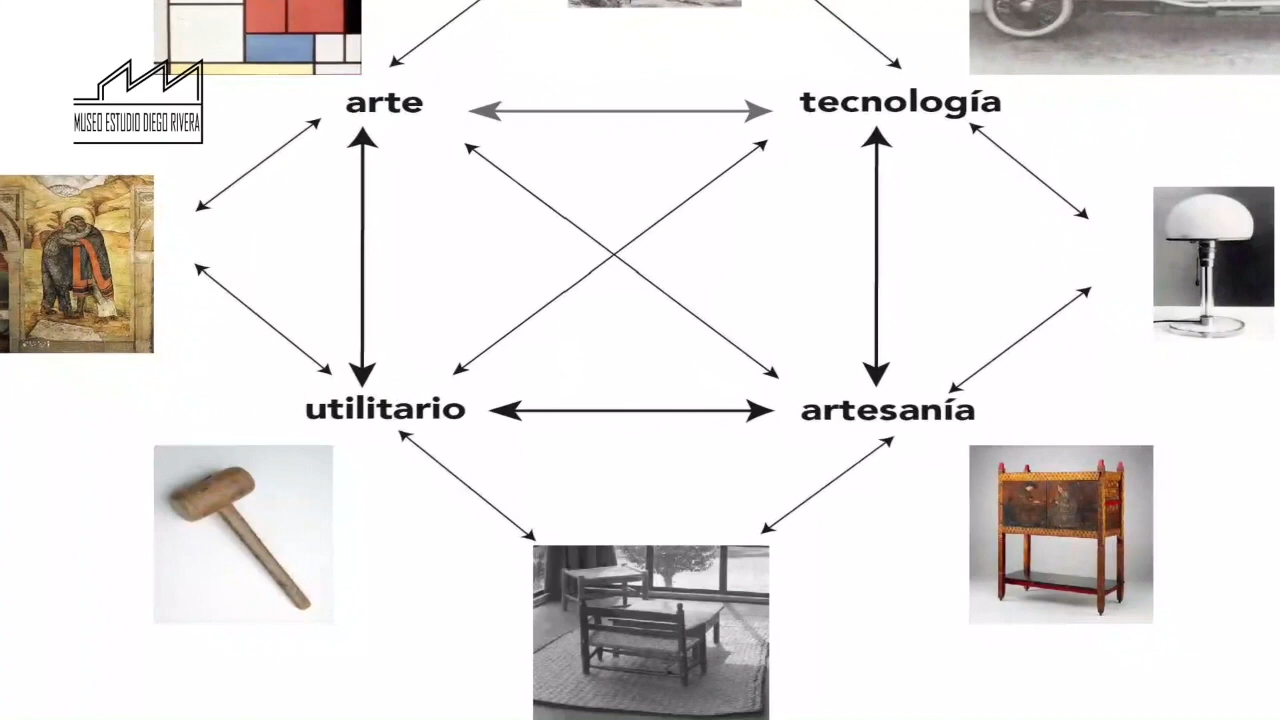 arte
tecnología
MUSEO ESTUDIO DIEGO RIVERA
utilitario
artesanía